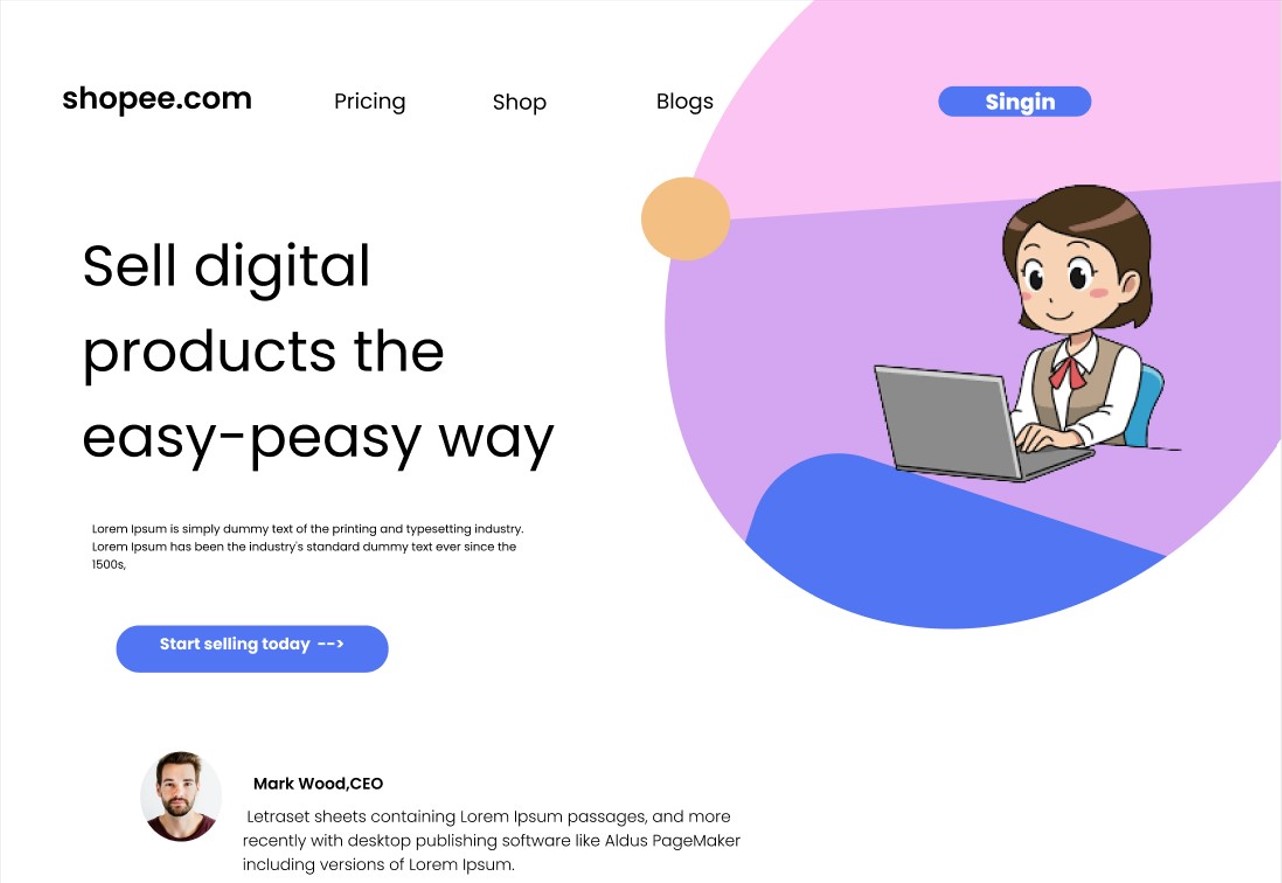 shopee.com Pricing Shop Blogs Singin
Sell digital
products the
easy-peasy way
Lorem Ipsum is simply dummy text of the printing and typesetting industry.
Lorem Ipsum has been the industry's standard dummy text ever since the
1500s,
Start selling today -->
Mark Wood,CEO
Letraset sheets containing Lorem Ipsum passages, and more
recently with desktop publishing software like Aldus PageMaker
including versions of Lorem Ipsum.